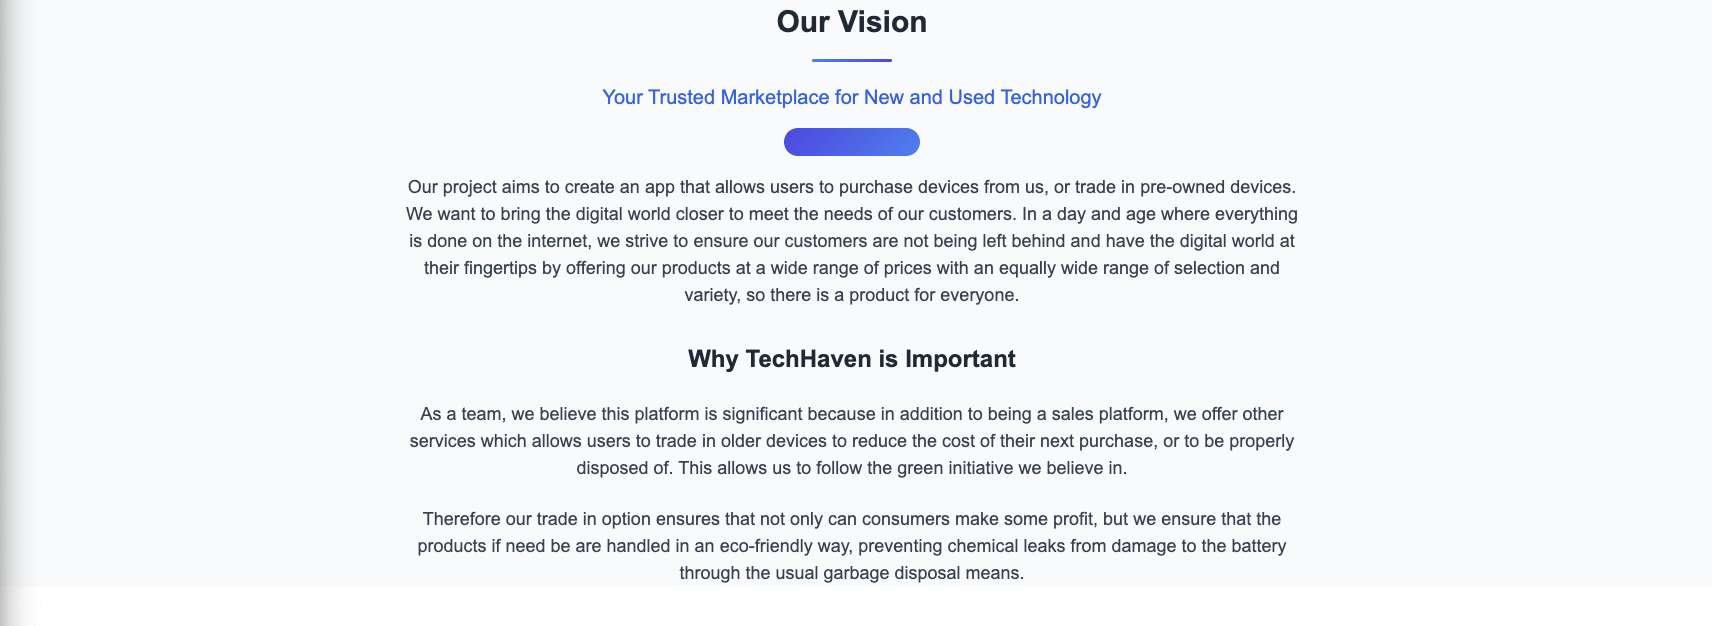 Our Vision
Your Trusted Marketplace for New and Used Technology
Our project aims to create an app that allows users to purchase devices from us, or trade in pre-owned devices.
We want to bring the digital world closer to meet the needs of our customers. In a day and age where everything
is done on the internet, we strive to ensure our customers are not being left behind and have the digital world at
their fingertips by offering our products at a wide range of prices with an equally wide range of selection and
variety, so there is a product for everyone.
Why TechHaven is Important
As a team, we believe this platform is significant because in addition to being a sales platform, we offer other
services which allows users to trade in older devices to reduce the cost of their next purchase, or to be properly
disposed of. This allows us to follow the green initiative we believe in.
Therefore our trade in option ensures that not only can consumers make some profit, but we ensure that the
products if need be are handled in an eco-friendly way, preventing chemical leaks from damage to the battery
through the usual garbage disposal means.